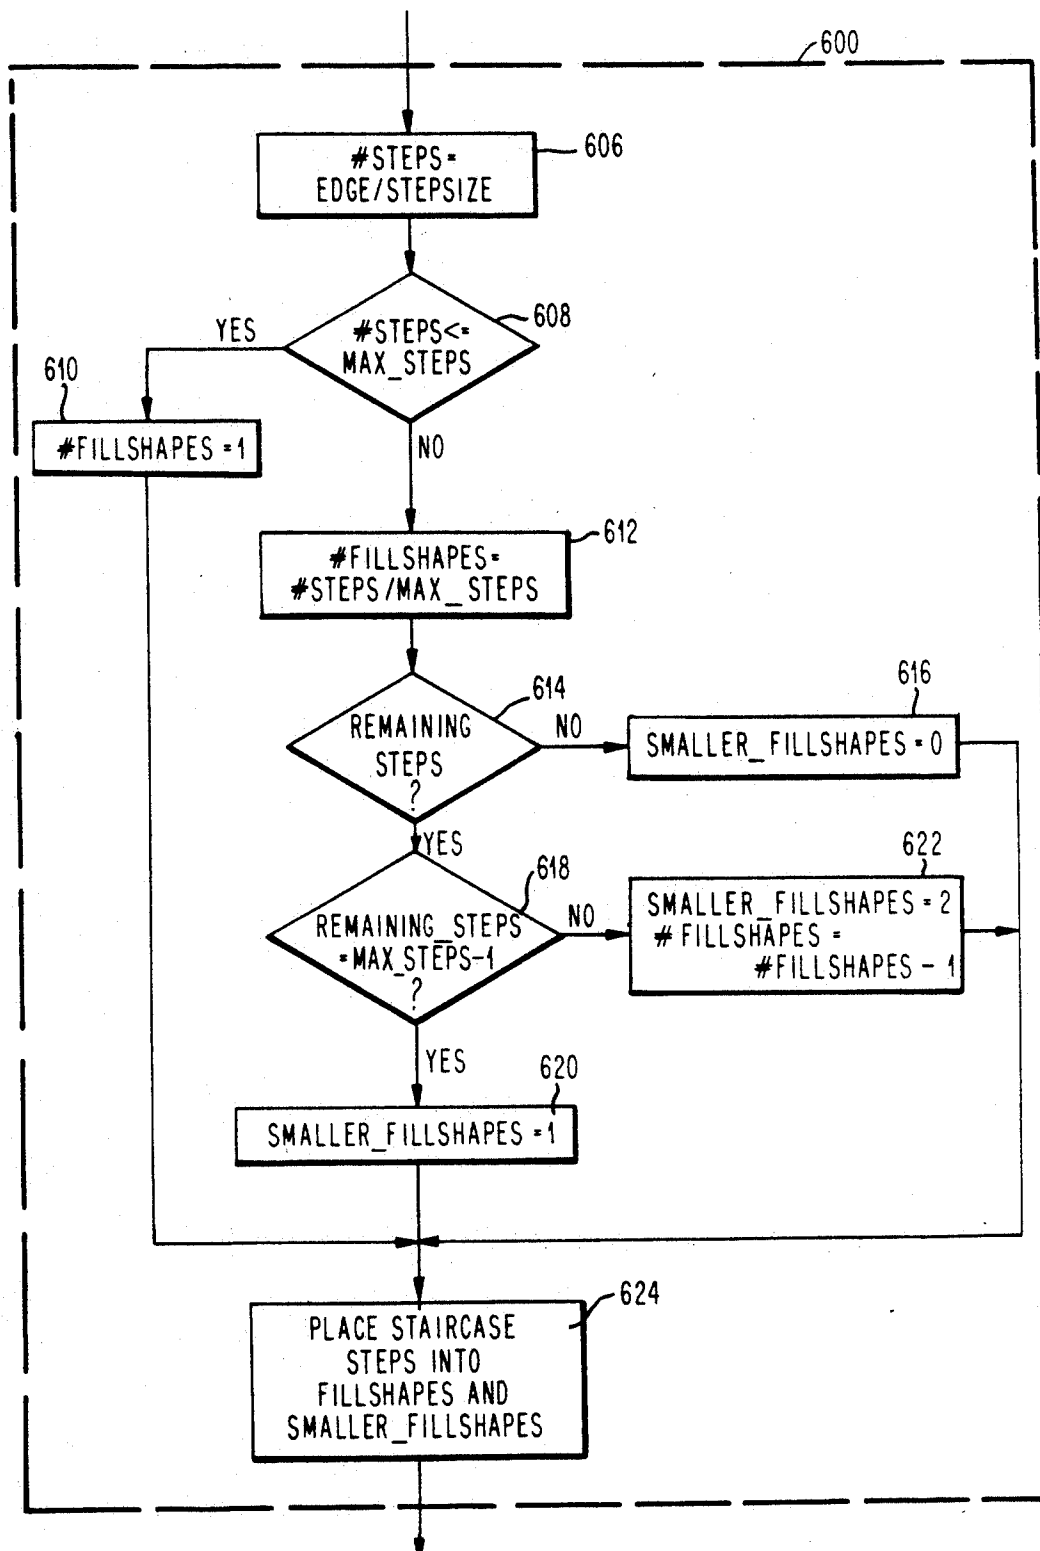 600
606
#STEPS=
EDGE/STEPSIZE
608
#STEPS<=
MAX_STEPS
YES
610
#FILLSHAPES=1
NO
612
#FILLSHAPES=
#STEPS/MAX_STEPS
614
REMAINING
STEPS
?
NO
616
SMALLER_FILLSHAPES=0
YES
618
REMAINING_STEPS
=MAX_STEPS-1
?
NO
622
SMALLER_FILLSHAPES=2
#FILLSHAPES=
#FILLSHAPES-1
YES
620
SMALLER_FILLSHAPES=1
624
PLACE STAIRCASE
STEPS INTO
FILLSHAPES AND
SMALLER_FILLSHAPES